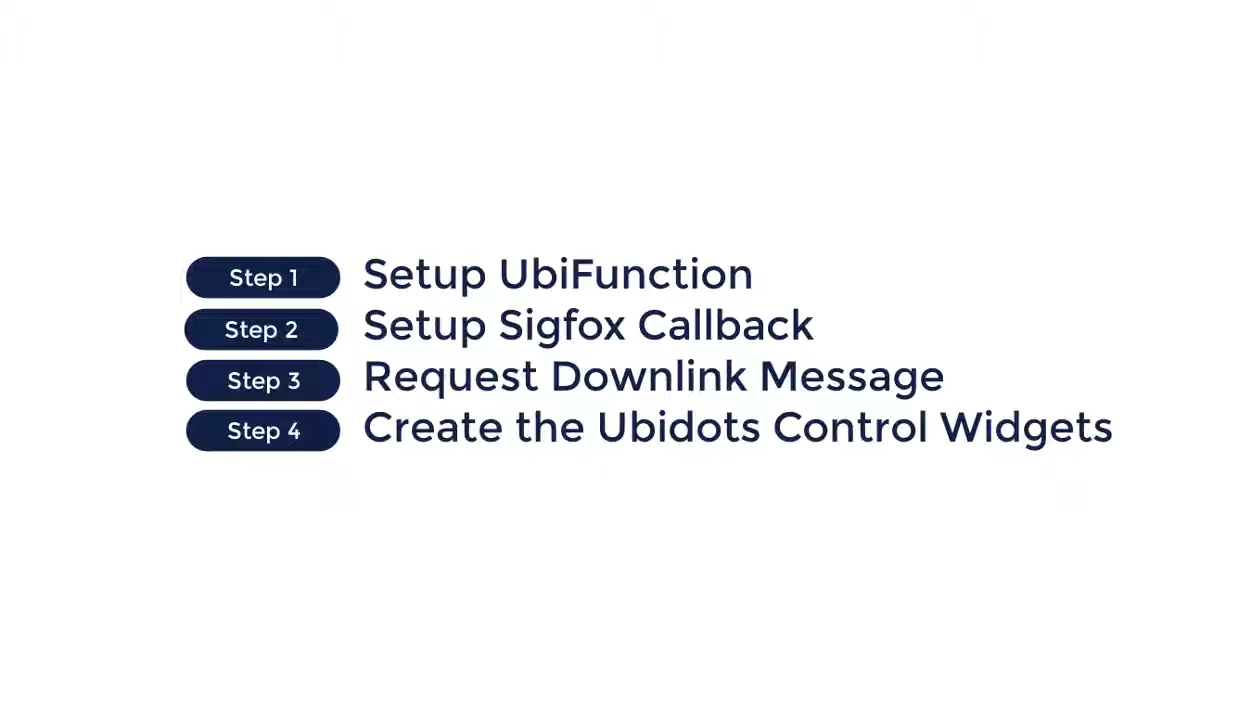 Step 1 Setup UbiFunction
Step 2 Setup Sigfox Callback
Step 3 Request Downlink Message
Step 4 Create the Ubidots Control Widgets